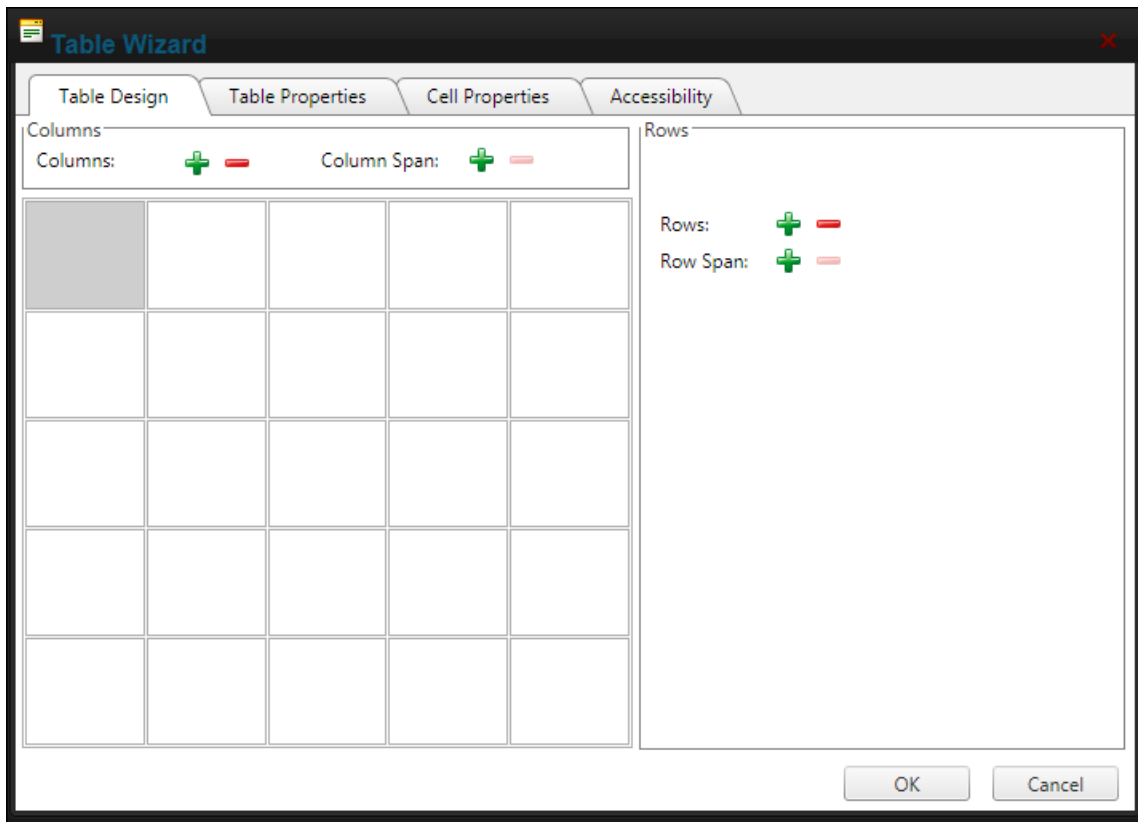 Table Wizard
Table Design Table Properties Cell Properties Accessibility
Columns
Columns: Column Span:
Rows
Rows:
Row Span:
OK Cancel